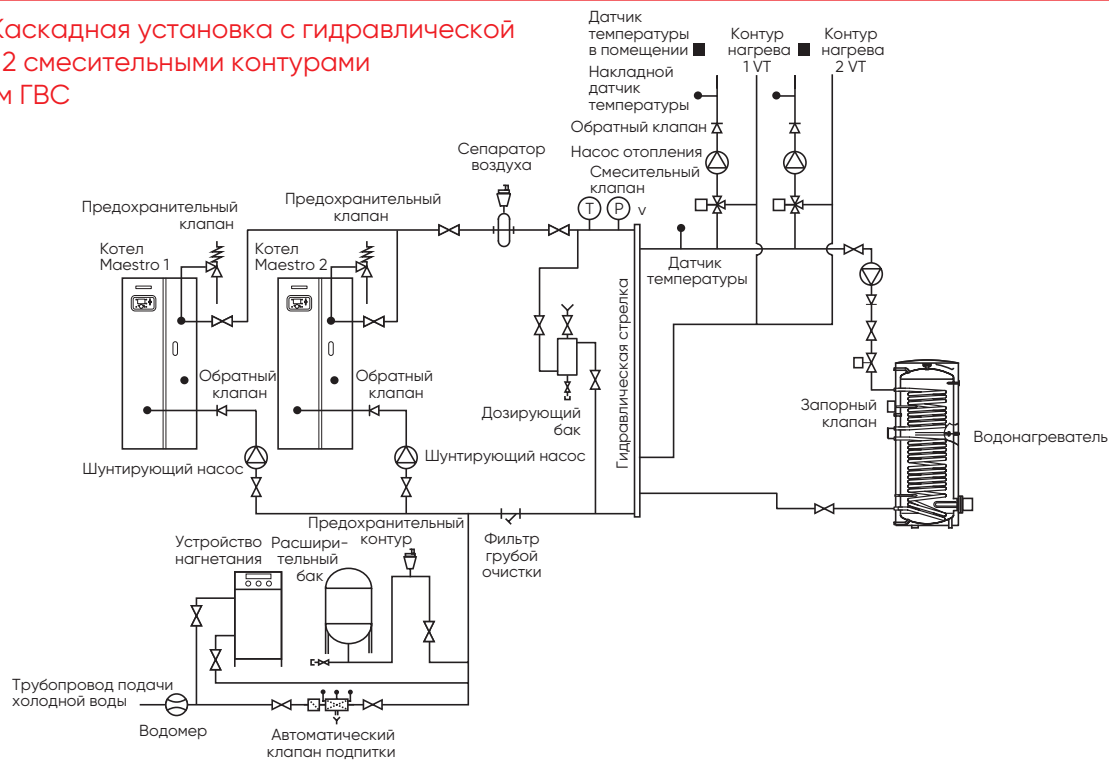 Каскадная установка с гидравлической
2 смесительными контурами
м ГВС
Датчик
температуры
в помещении
Контур
нагрева
1 VT
Контур
нагрева
2 VT
Накладной
датчик
температуры
Обратный клапан
Насос отопления
Смесительный
клапан
Сепаратор
воздуха
T
P
v
Предохранительный
клапан
Предохранительный
клапан
Котел
Maestro 1
Котел
Maestro 2
Датчик
температуры
Гидравлическая стрелка
Обратный
клапан
Обратный
клапан
Дозирующий
бак
Запорный
клапан
Водонагреватель
Шунтирующий насос
Шунтирующий насос
Предохранительный
контур
Фильтр
грубой
очистки
Устройство
нагнетания
Расшири-
тельный
бак
Трубопровод подачи
холодной воды
Водомер
Автоматический
клапан подпитки